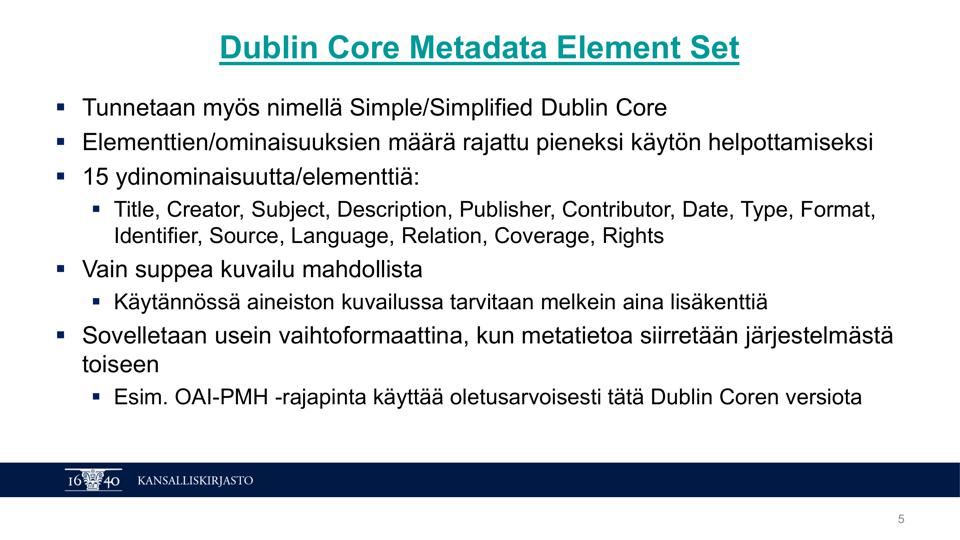 Dublin Core Metadata Element Set
▪ Tunnetaan myös nimellä Simple/Simplified Dublin Core
▪ Elementtien/ominaisuuksien määrä rajattu pieneksi käytön helpottamiseksi
▪ 15 ydinominaisuutta/elementtiä:
▪ Title, Creator, Subject, Description, Publisher, Contributor, Date, Type, Format,
Identifier, Source, Language, Relation, Coverage, Rights
▪ Vain suppea kuvailu mahdollista
▪ Käytännössä aineiston kuvailussa tarvitaan melkein aina lisäkenttiä
▪ Sovelletaan usein vaihtoformaattina, kun metatietoa siirretään järjestelmästä
toiseen
▪ Esim. OAI-PMH -rajapinta käyttää oletusarvoisesti tätä Dublin Coren versiota
16 40 KANSALLISKIRJASTO
5